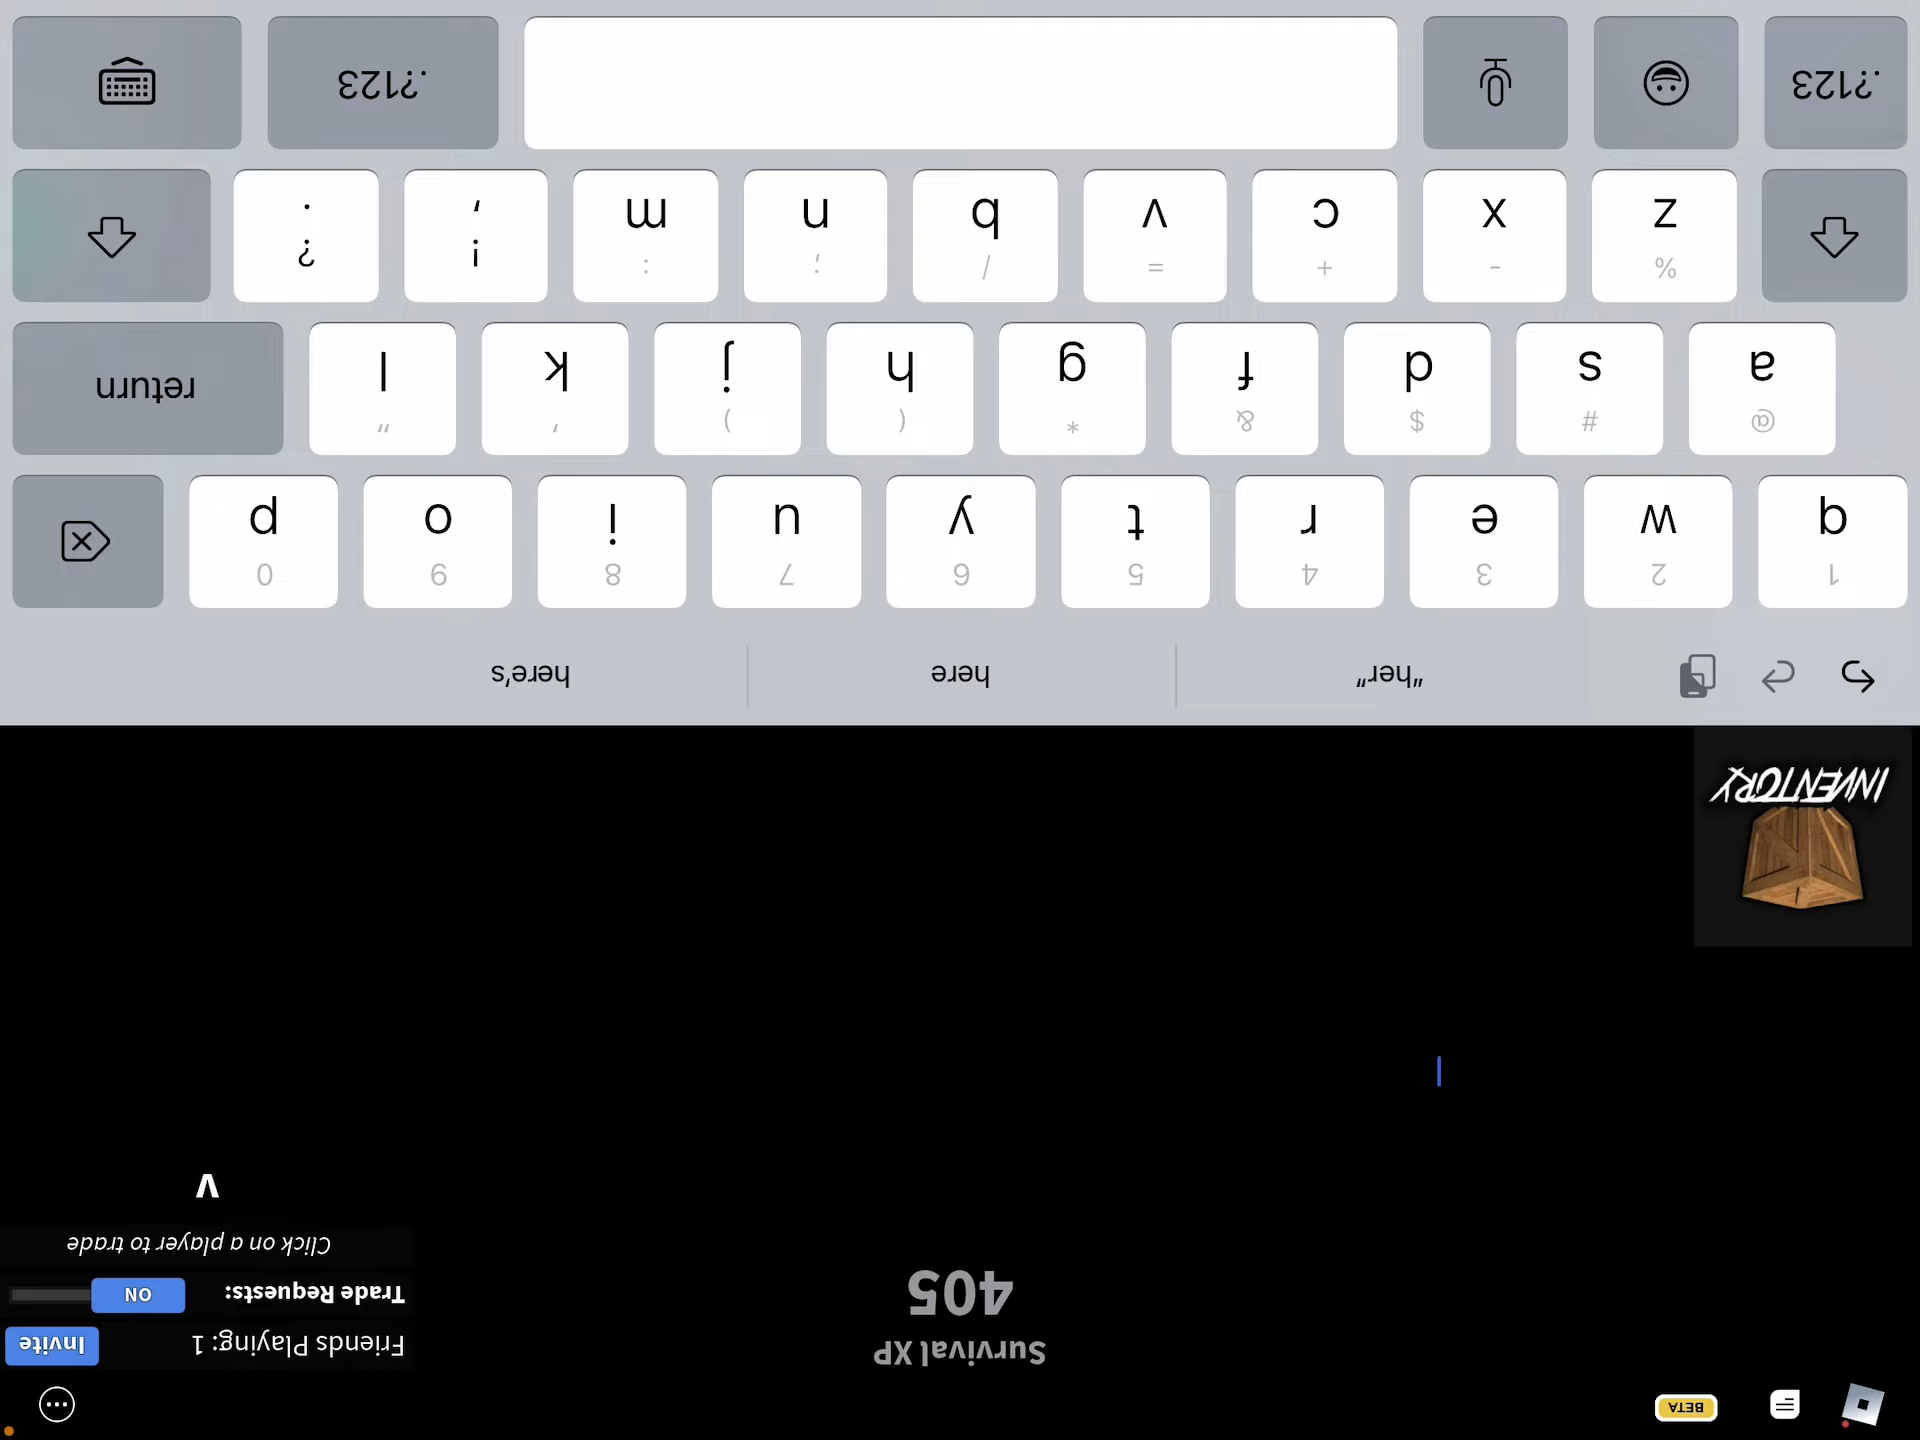 BETA
Survival XP
405
Friends Playing: 1
Invite
Trade Requests:
ON
Click on a player to trade
V
INVENTORY
"her"
here
here's
1 2 3 4 5 6 7 8 9 0
q w e r t y u i o p
@ # $ & * ( ) ' "
a s d f g h j k l
return
% - + = / ; : ! ?
z x c v b n m , .
.?123
.?123